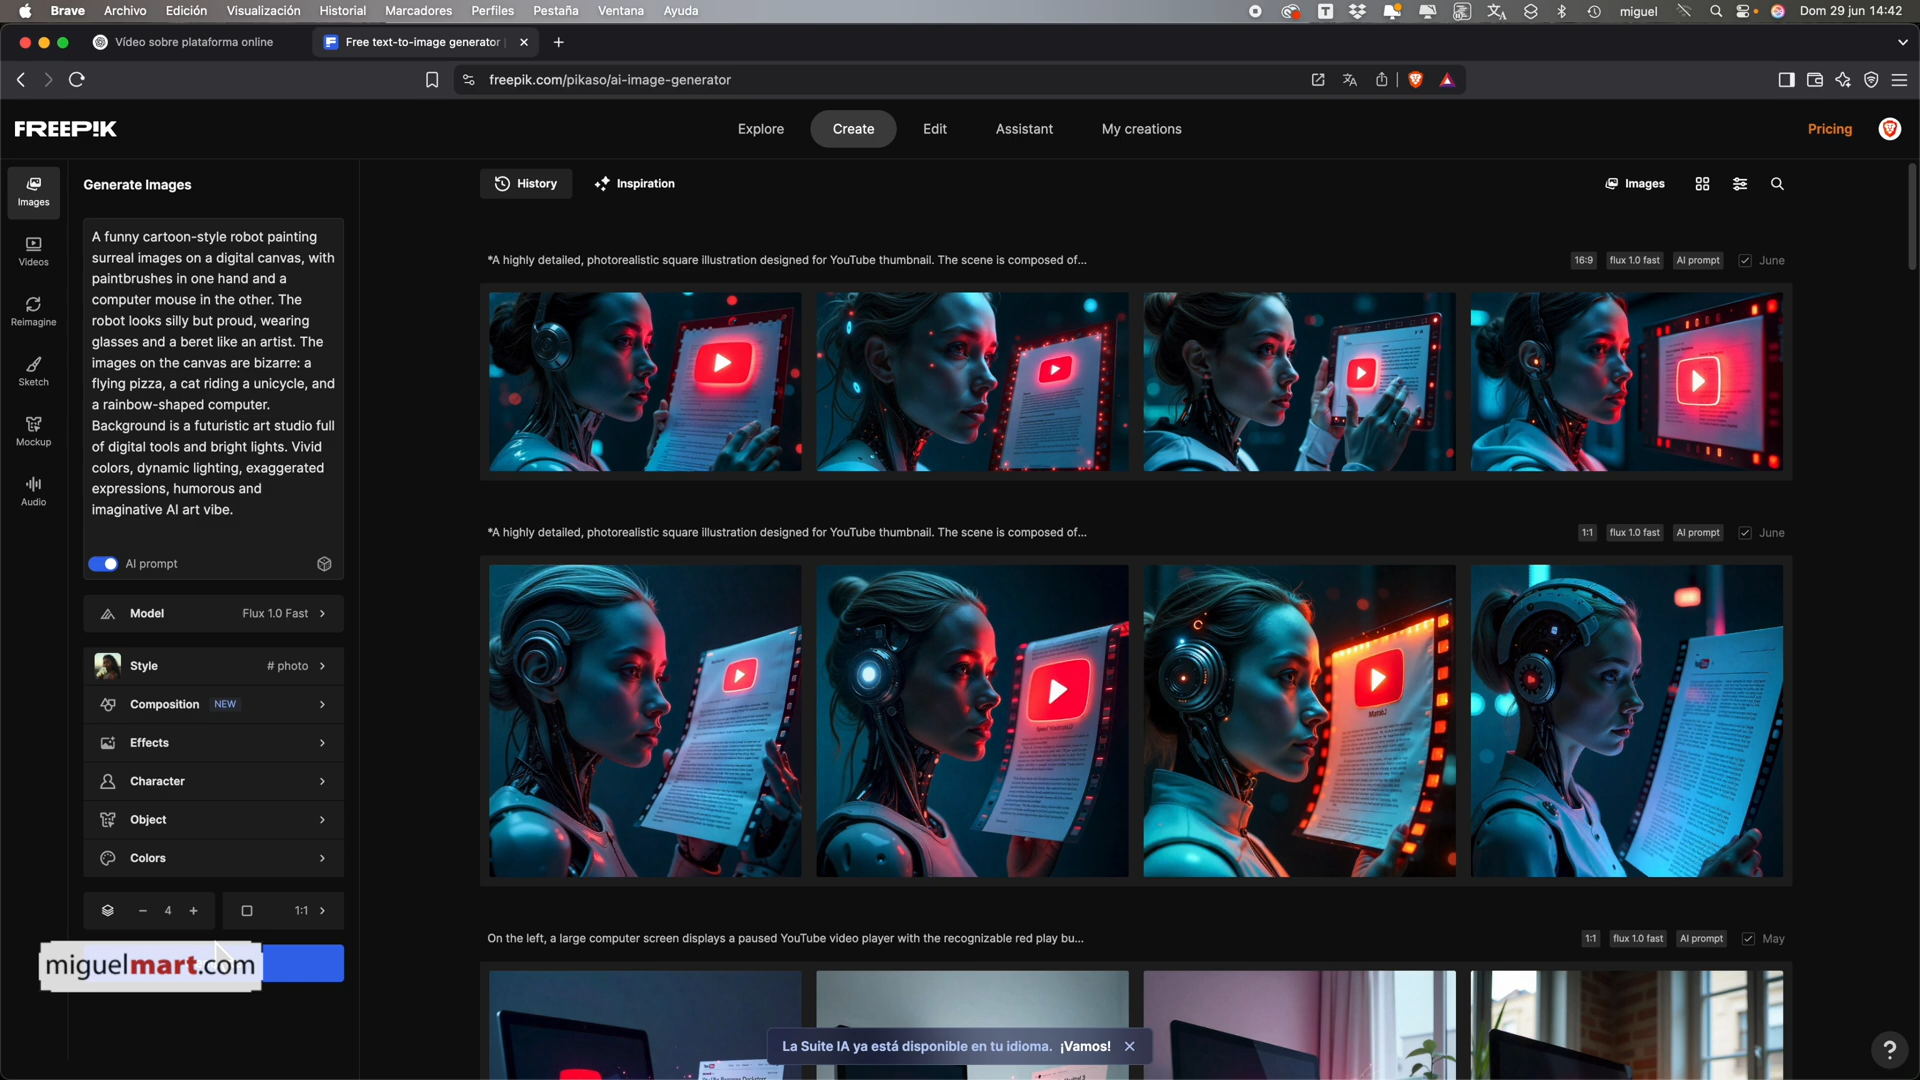 Brave Archivo Edición Visualización Historial Marcadores Perfiles Pestaña Ventana Ayuda
miguel Dom 29 jun 14:42
Vídeo sobre plataforma online
Free text-to-image generator
freepik.com/pikaso/ai-image-generator
FREEP!K
Explore Create Edit Assistant My creations
Pricing
Images
Videos
Reimagine
Sketch
Mockup
Audio
Generate Images
A funny cartoon-style robot painting
surreal images on a digital canvas, with
paintbrushes in one hand and a
computer mouse in the other. The
robot looks silly but proud, wearing
glasses and a beret like an artist. The
images on the canvas are bizarre: a
flying pizza, a cat riding a unicycle, and
a rainbow-shaped computer.
Background is a futuristic art studio full
of digital tools and bright lights. Vivid
colors, dynamic lighting, exaggerated
expressions, humorous and
imaginative AI art vibe.
AI prompt
Model Flux 1.0 Fast
Style # photo
Composition NEW
Effects
Character
Object
Colors
4 1:1
miguelmart.com
History Inspiration
Images
*A highly detailed, photorealistic square illustration designed for YouTube thumbnail. The scene is composed of...
16:9 flux 1.0 fast AI prompt June
*A highly detailed, photorealistic square illustration designed for YouTube thumbnail. The scene is composed of...
1:1 flux 1.0 fast AI prompt June
On the left, a large computer screen displays a paused YouTube video player with the recognizable red play bu...
1:1 flux 1.0 fast AI prompt May
La Suite IA ya está disponible en tu idioma. ¡Vamos!
?